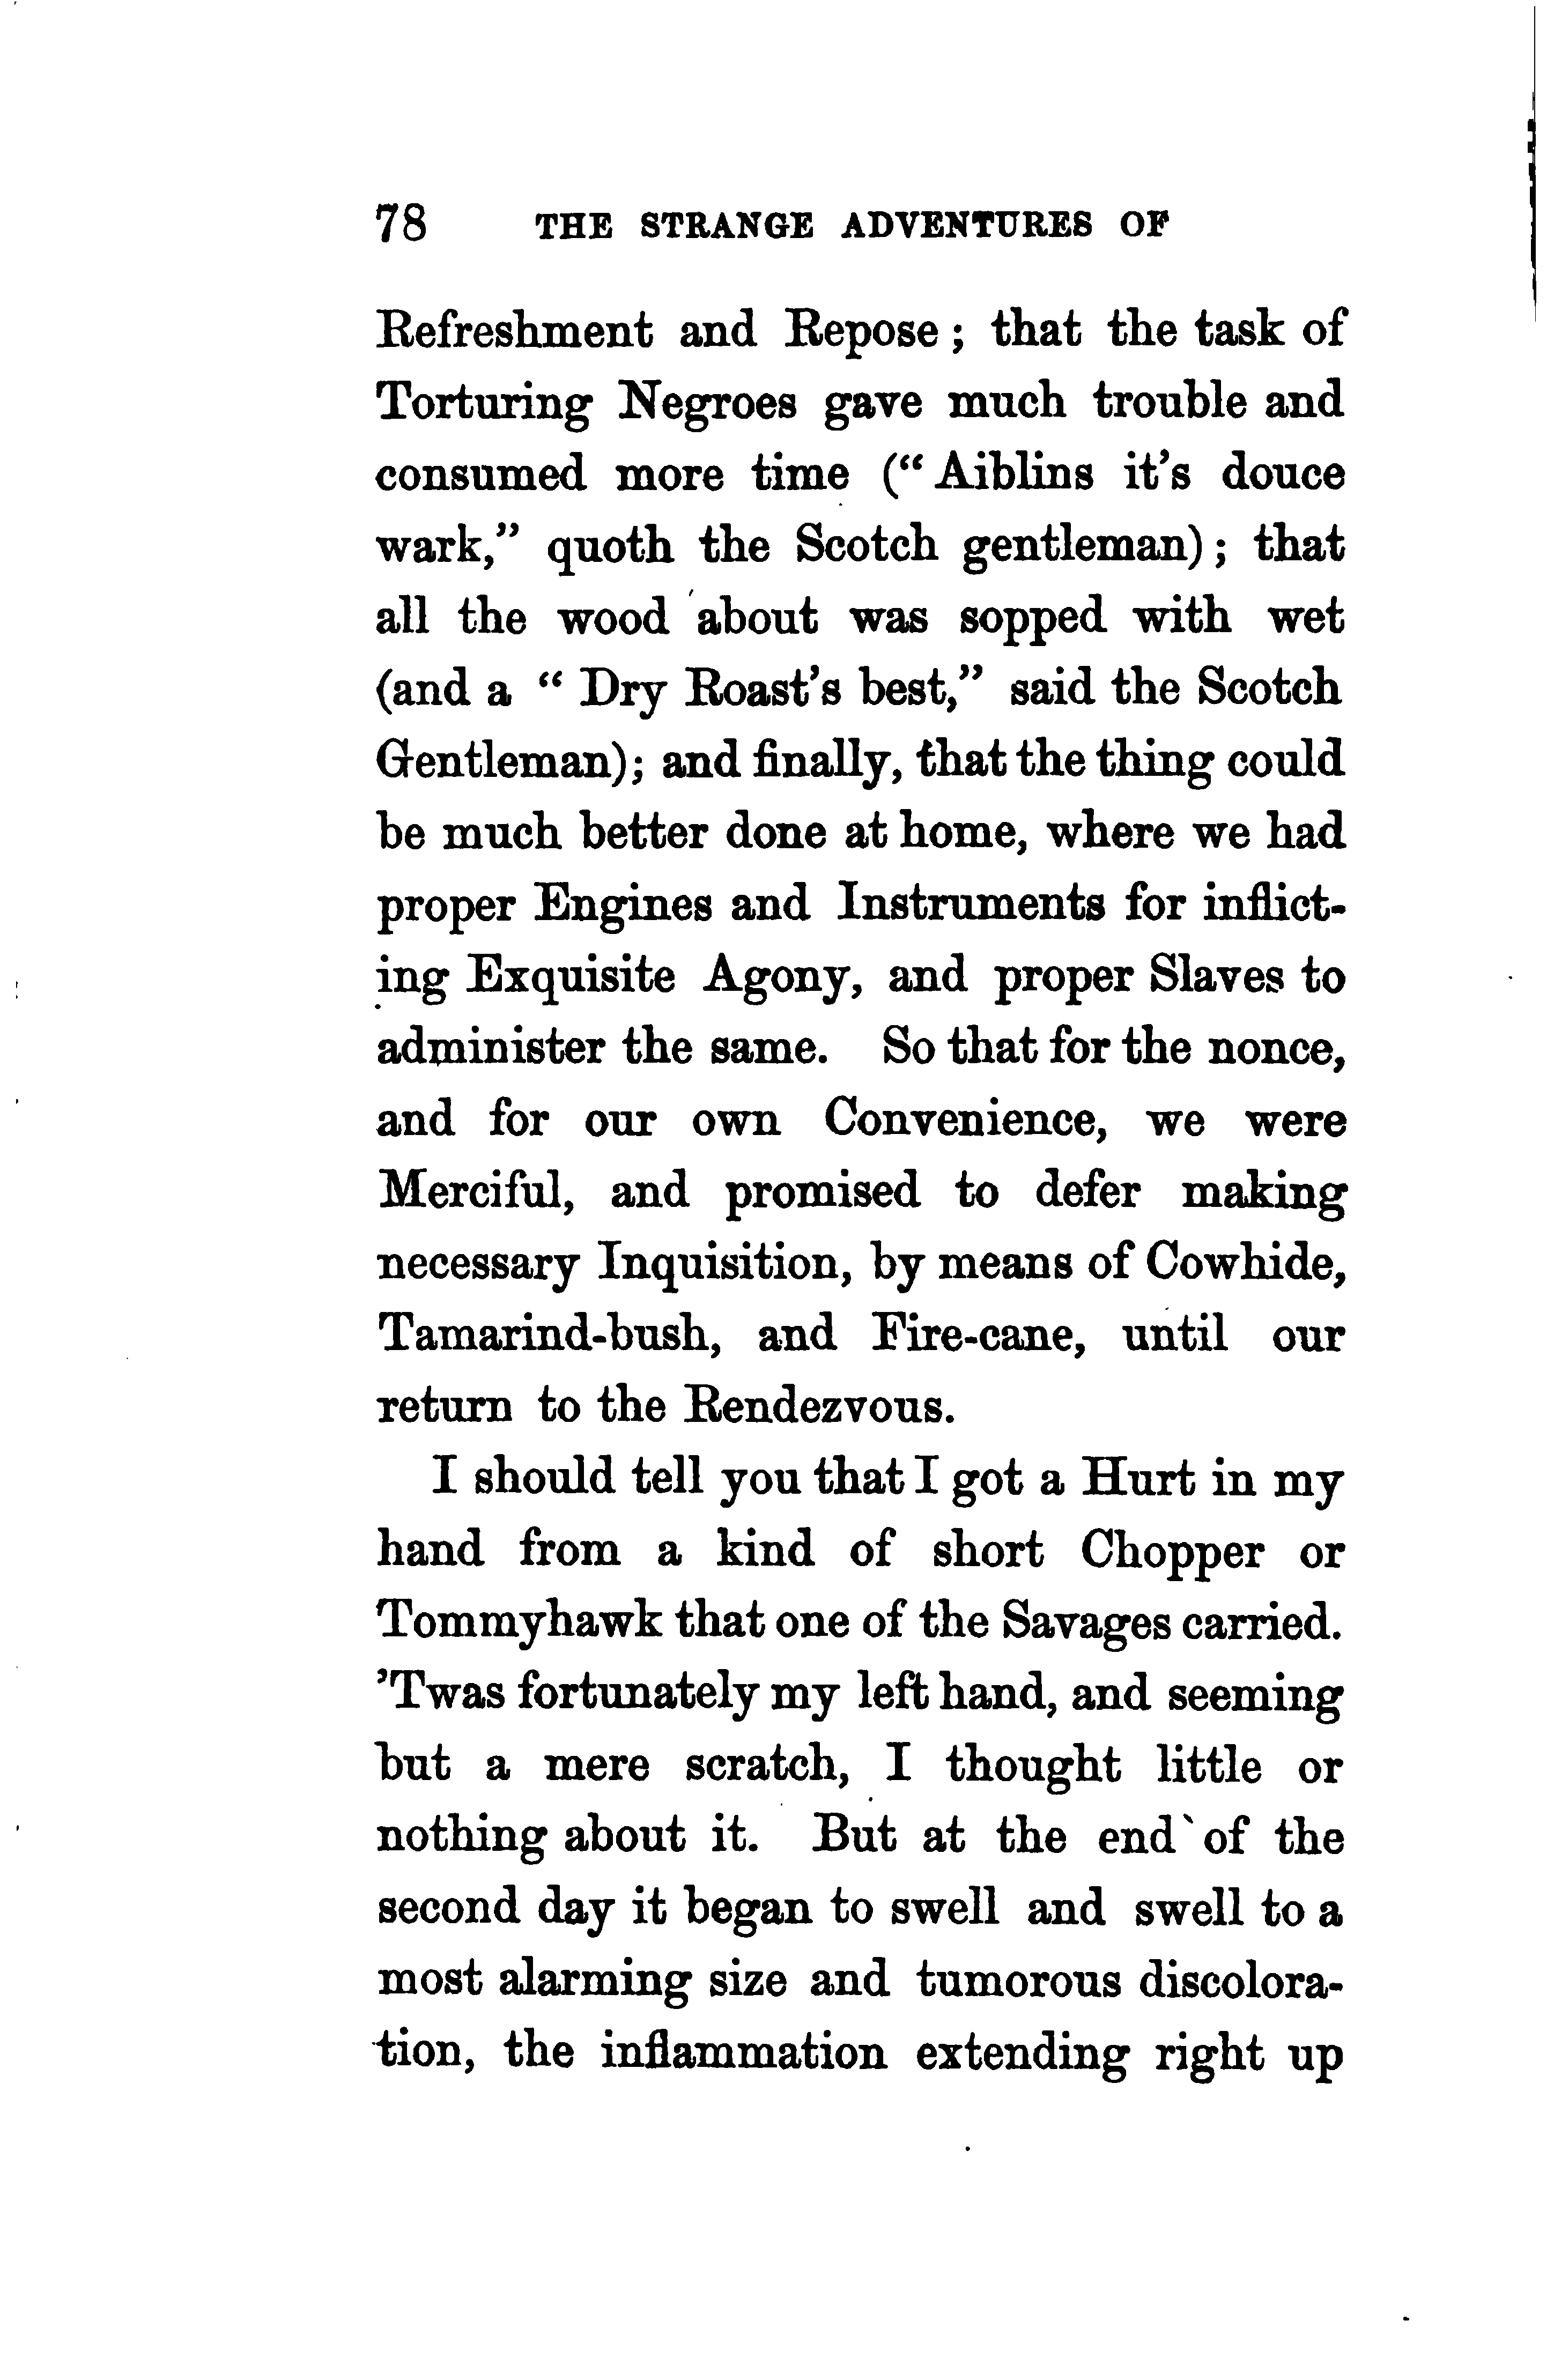 78 THE STRANGE ADVENTURES OF
Refreshment and Repose; that the task of
Torturing Negroes gave much trouble and
consumed more time (“Aiblins it’s douce
wark,” quoth the Scotch gentleman); that
all the wood about was sopped with wet
(and a “Dry Roast’s best,” said the Scotch
Gentleman); and finally, that the thing could
be much better done at home, where we had
proper Engines and Instruments for inflict-
ing Exquisite Agony, and proper Slaves to
administer the same. So that for the nonce,
and for our own Convenience, we were
Merciful, and promised to defer making
necessary Inquisition, by means of Cowhide,
Tamarind-bush, and Fire-cane, until our
return to the Rendezvous.
I should tell you that I got a Hurt in my
hand from a kind of short Chopper or
Tommyhawk that one of the Savages carried.
’Twas fortunately my left hand, and seeming
but a mere scratch, I thought little or
nothing about it. But at the end of the
second day it began to swell and swell to a
most alarming size and tumorous discolora-
tion, the inflammation extending right up